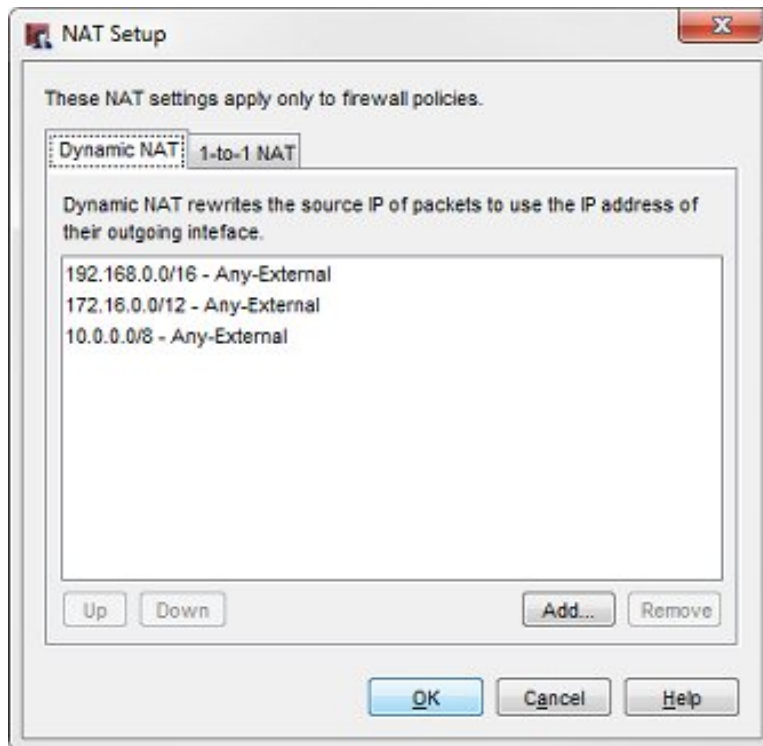 NAT Setup
These NAT settings apply only to firewall policies.
Dynamic NAT
1-to-1 NAT
Dynamic NAT rewrites the source IP of packets to use the IP address of
their outgoing inteface.
192.168.0.0/16 - Any-External
172.16.0.0/12 - Any-External
10.0.0.0/8 - Any-External
Up
Down
Add...
Remove
OK
Cancel
Help